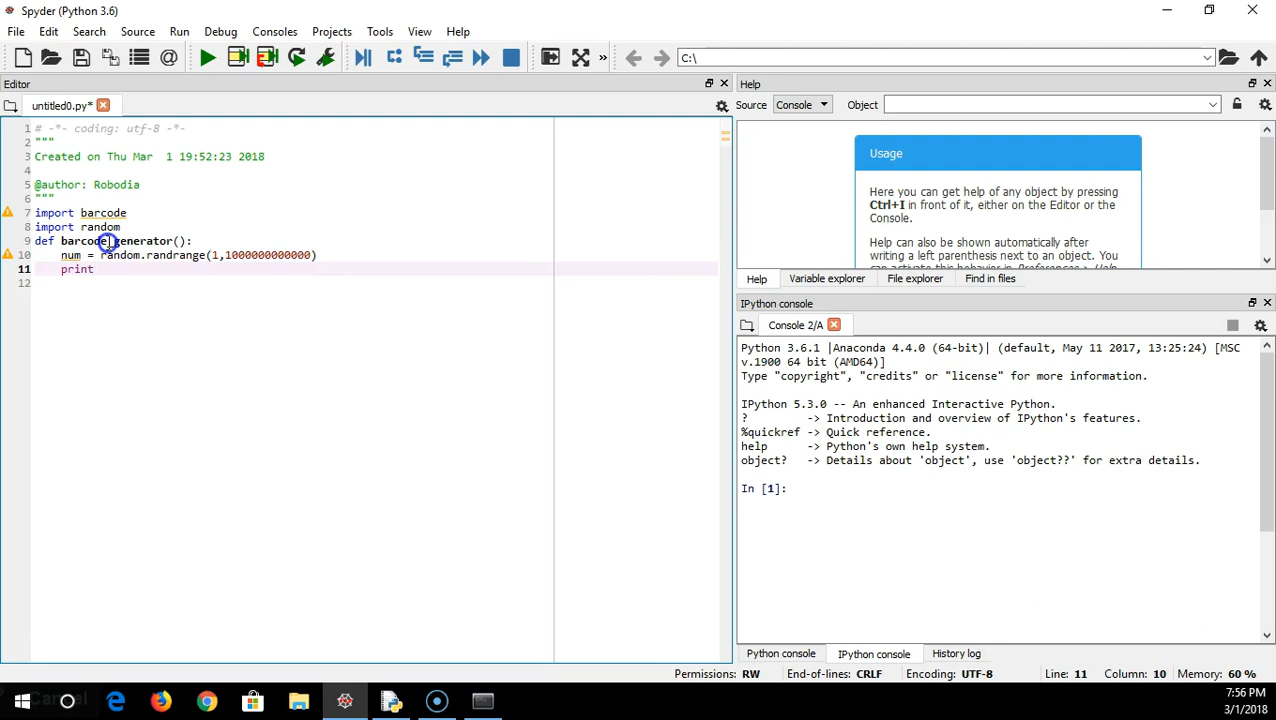 Spyder (Python 3.6)
File Edit Search Source Run Debug Consoles Projects Tools View Help
C:\
Editor
Help
untitled0.py*
Source Console Object
1 # -*- coding: utf-8 -*-
2 """
3 Created on Thu Mar  1 19:52:23 2018
4
5 @author: Robodia
6 """
7 import barcode
8 import random
9 def barcode_generator():
10 num = random.randrange(1,1000000000000)
11 print
12
Usage
Here you can get help of any object by pressing
Ctrl+I in front of it, either on the Editor or the
Console.
Help can also be shown automatically after
writing a left parenthesis next to an object. You
can activate this behavior in Preferences > Help
Help Variable explorer File explorer Find in files
IPython console
Console 2/A
Python 3.6.1 |Anaconda 4.4.0 (64-bit)| (default, May 11 2017, 13:25:24) [MSC
v.1900 64 bit (AMD64)]
Type "copyright", "credits" or "license" for more information.
IPython 5.3.0 -- An enhanced Interactive Python.
? -> Introduction and overview of IPython's features.
%quickref -> Quick reference.
help -> Python's own help system.
object? -> Details about 'object', use 'object??' for extra details.
In [1]:
Python console IPython console History log
Permissions: RW End-of-lines: CRLF Encoding: UTF-8 Line: 11 Column: 10 Memory: 60 %
Cancel
7:56 PM
3/1/2018